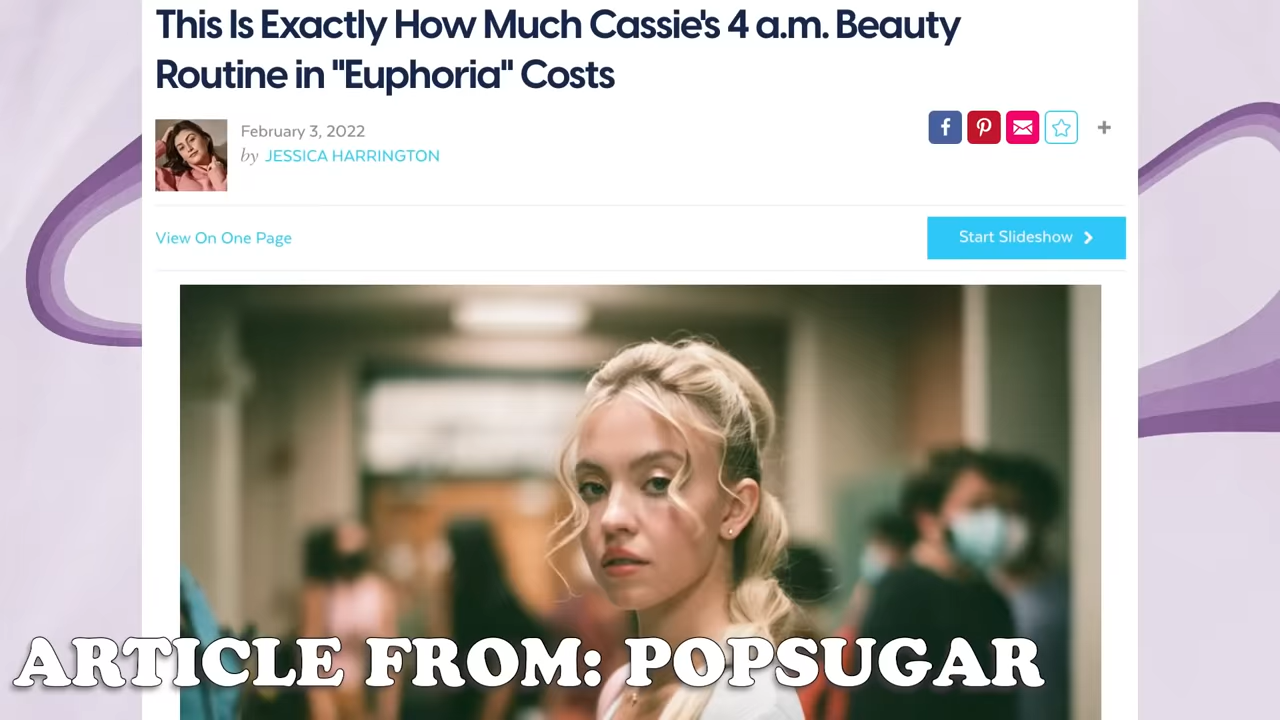 This Is Exactly How Much Cassie's 4 a.m. Beauty
Routine in "Euphoria" Costs
February 3, 2022
by JESSICA HARRINGTON
View On One Page
Start Slideshow
ARTICLE FROM: POPSUGAR